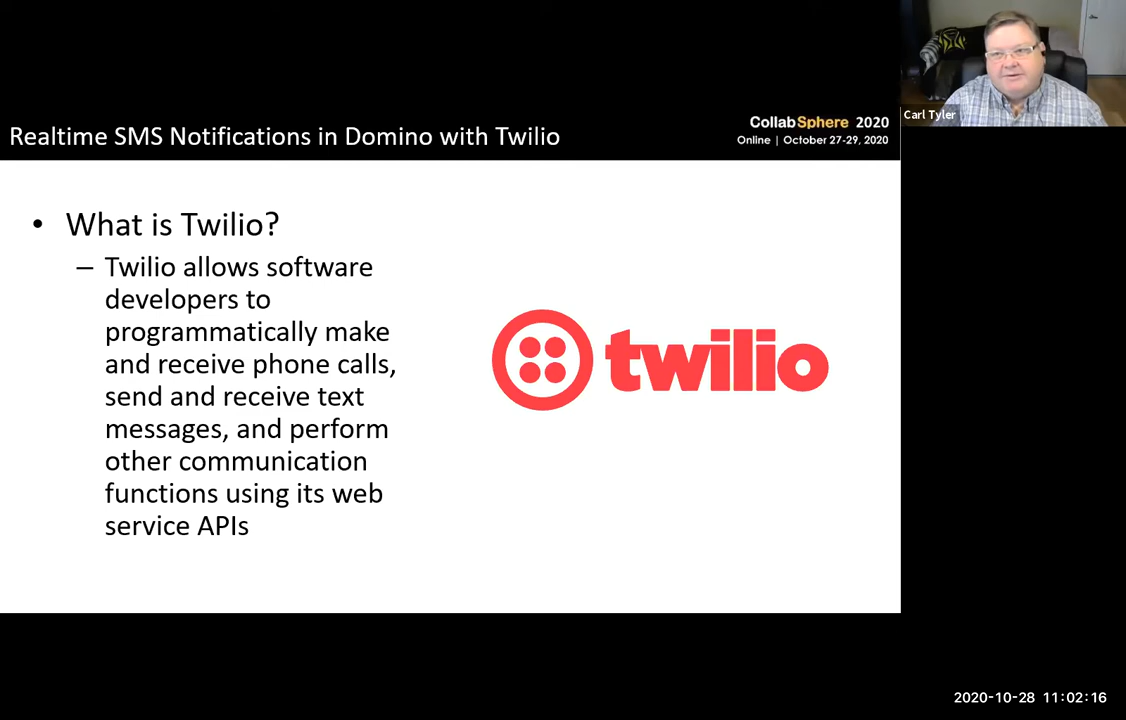 Realtime SMS Notifications in Domino with Twilio
CollabSphere 2020
Online | October 27-29, 2020
Carl Tyler
• What is Twilio?
– Twilio allows software
developers to
programmatically make
and receive phone calls,
send and receive text
messages, and perform
other communication
functions using its web
service APIs
twilio
2020-10-28 11:02:16